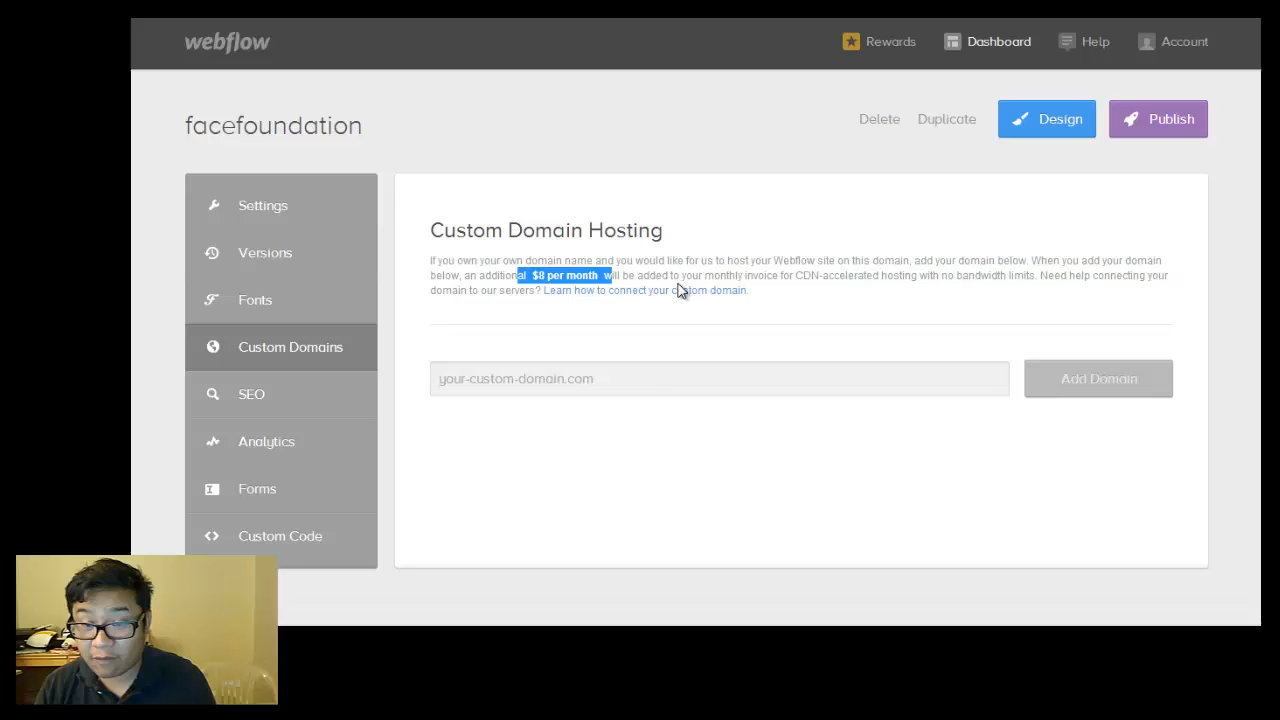 webflow
Rewards
Dashboard
Help
Account
facefoundation
Delete
Duplicate
Design
Publish
Settings
Versions
Fonts
Custom Domains
SEO
Analytics
Forms
Custom Code
Custom Domain Hosting
If you own your own domain name and you would like for us to host your Webflow site on this domain, add your domain below. When you add your domain
below, an additional $8 per month will be added to your monthly invoice for CDN-accelerated hosting with no bandwidth limits. Need help connecting your
domain to our servers? Learn how to connect your custom domain.
your-custom-domain.com
Add Domain